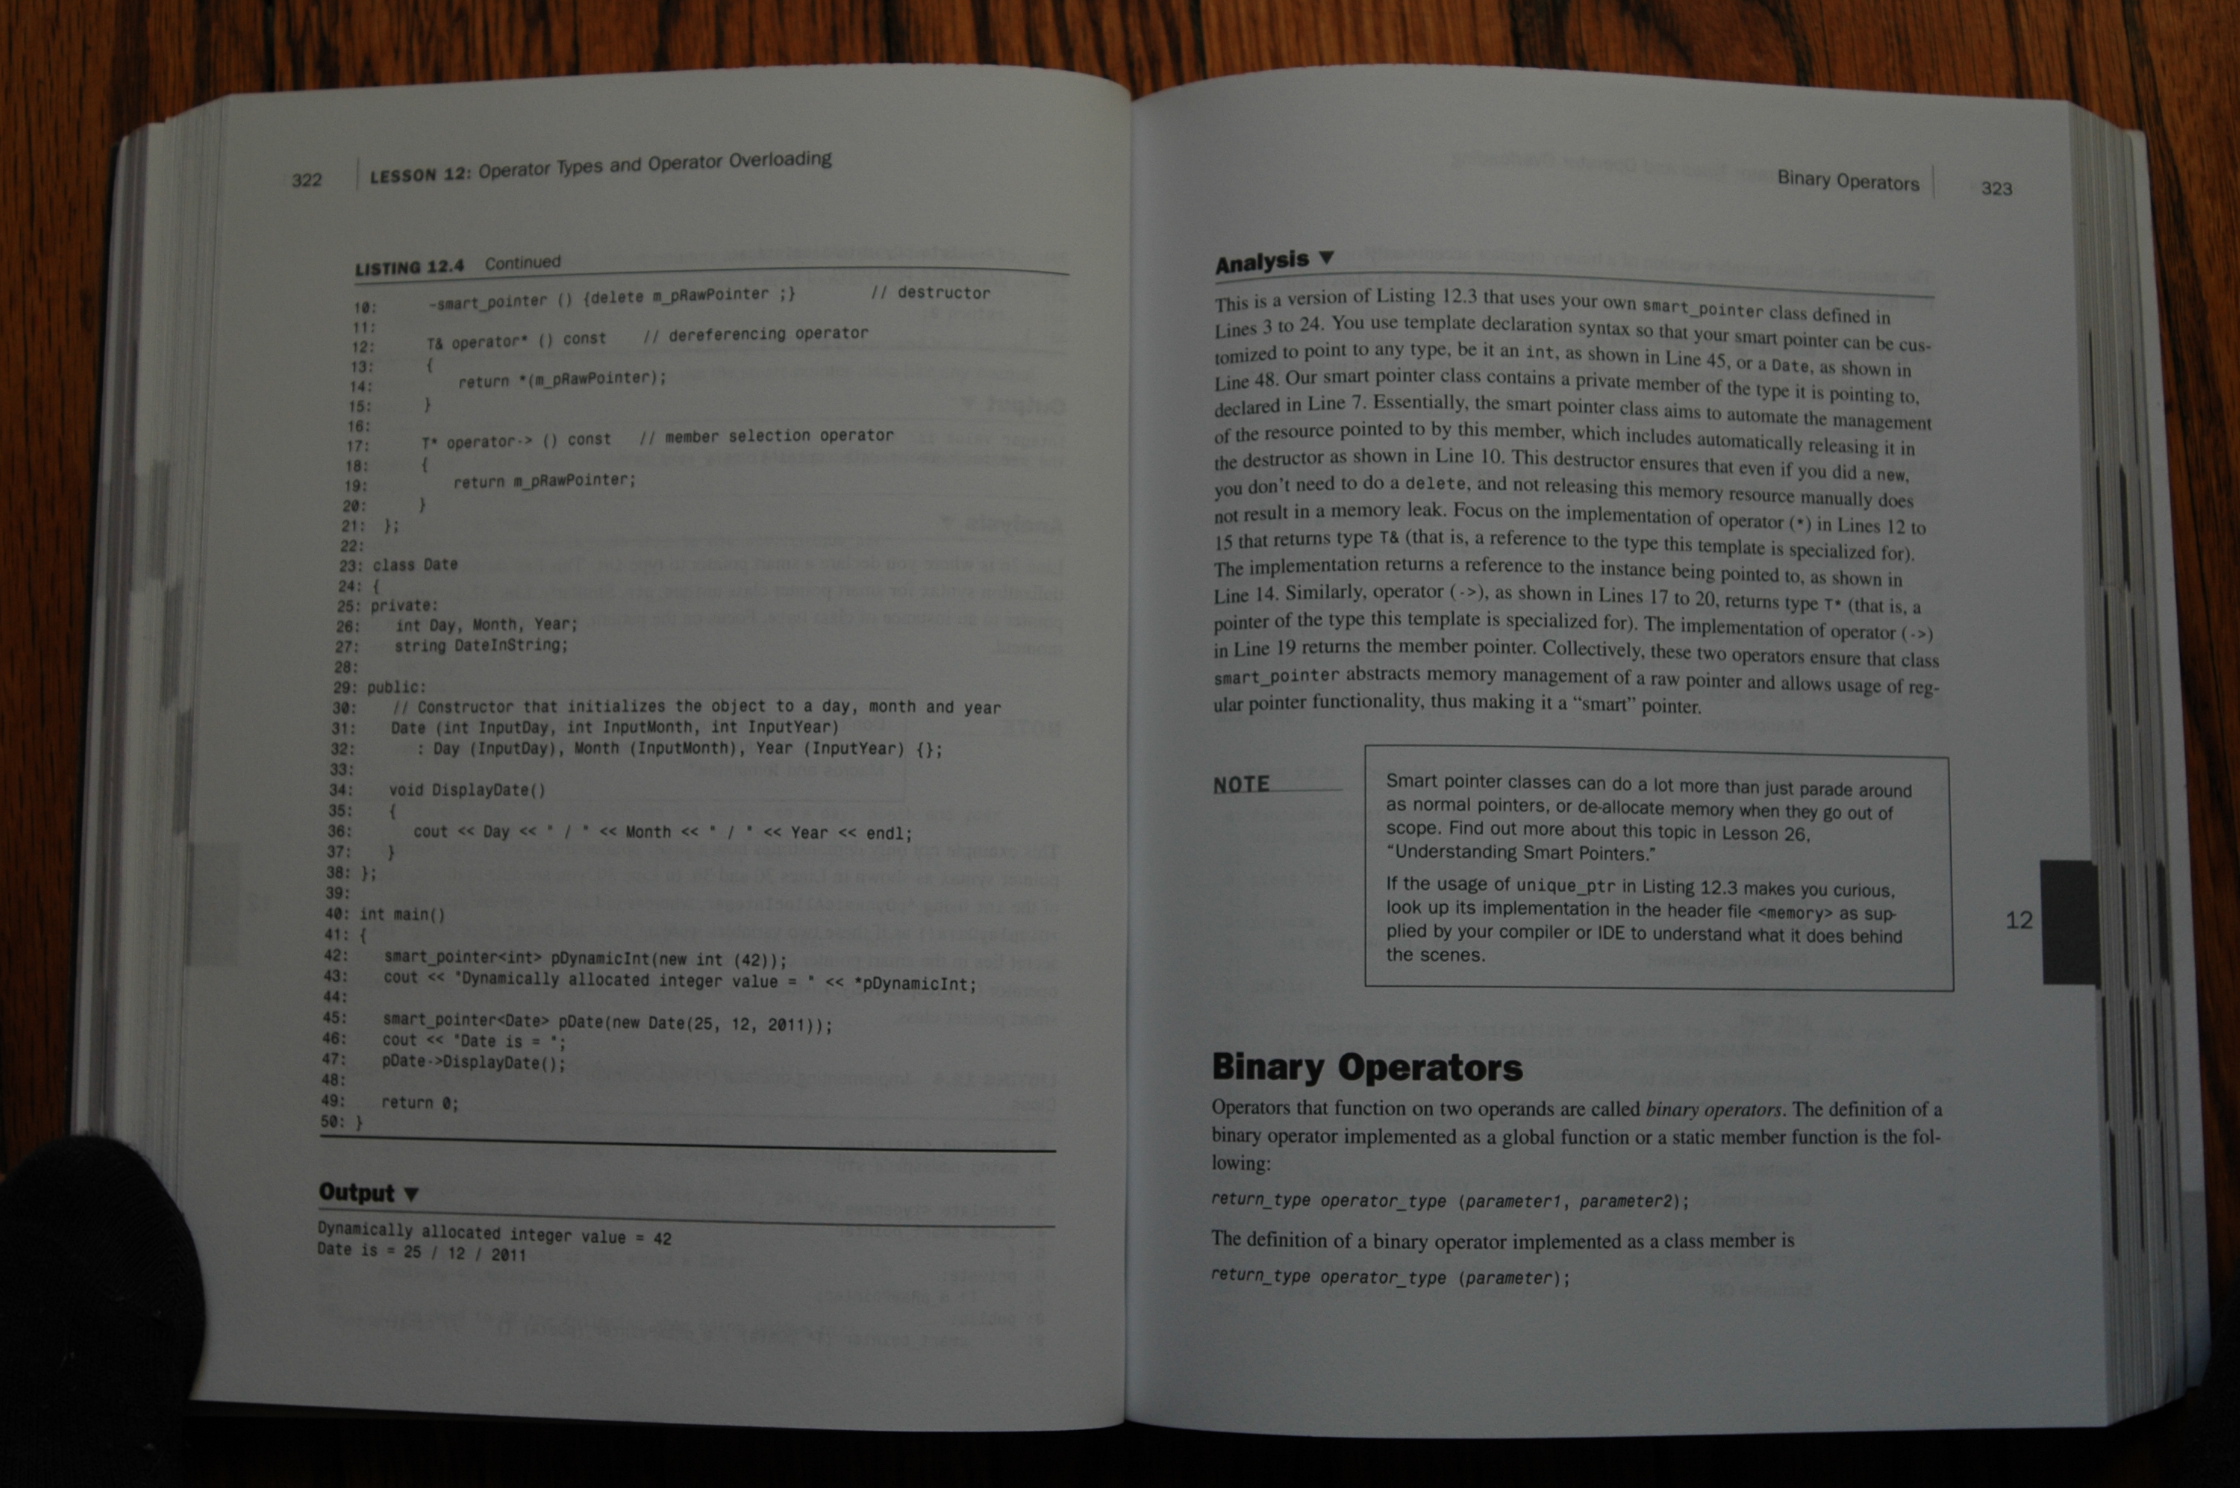 322 | LESSON 12: Operator Types and Operator Overloading
LISTING 12.4 Continued
10: ~smart_pointer () {delete m_pRawPointer ;} // destructor
11:
12: T& operator* () const // dereferencing operator
13: {
14: return *(m_pRawPointer);
15: }
16:
17: T* operator-> () const // member selection operator
18: {
19: return m_pRawPointer;
20: }
21: };
22:
23: class Date
24: {
25: private:
26: int Day, Month, Year;
27: string DateInString;
28:
29: public:
30: // Constructor that initializes the object to a day, month and year
31: Date (int InputDay, int InputMonth, int InputYear)
32: : Day (InputDay), Month (InputMonth), Year (InputYear) {};
33:
34: void DisplayDate()
35: {
36: cout << Day << " / " << Month << " / " << Year << endl;
37: }
38: };
39:
40: int main()
41: {
42: smart_pointer<int> pDynamicInt(new int (42));
43: cout << "Dynamically allocated integer value = " << *pDynamicInt;
44:
45: smart_pointer<Date> pDate(new Date(25, 12, 2011));
46: cout << "Date is = ";
47: pDate->DisplayDate();
48:
49: return 0;
50: }
Output ▼
Dynamically allocated integer value = 42
Date is = 25 / 12 / 2011
Binary Operators | 323
Analysis ▼
This is a version of Listing 12.3 that uses your own smart_pointer class defined in
Lines 3 to 24. You use template declaration syntax so that your smart pointer can be cus-
tomized to point to any type, be it an int, as shown in Line 45, or a Date, as shown in
Line 48. Our smart pointer class contains a private member of the type it is pointing to,
declared in Line 7. Essentially, the smart pointer class aims to automate the management
of the resource pointed to by this member, which includes automatically releasing it in
the destructor as shown in Line 10. This destructor ensures that even if you did a new,
you don't need to do a delete, and not releasing this memory resource manually does
not result in a memory leak. Focus on the implementation of operator (*) in Lines 12 to
15 that returns type T& (that is, a reference to the type this template is specialized for).
The implementation returns a reference to the instance being pointed to, as shown in
Line 14. Similarly, operator (->), as shown in Lines 17 to 20, returns type T* (that is, a
pointer of the type this template is specialized for). The implementation of operator (->)
in Line 19 returns the member pointer. Collectively, these two operators ensure that class
smart_pointer abstracts memory management of a raw pointer and allows usage of reg-
ular pointer functionality, thus making it a “smart” pointer.
NOTE
Smart pointer classes can do a lot more than just parade around
as normal pointers, or de-allocate memory when they go out of
scope. Find out more about this topic in Lesson 26,
“Understanding Smart Pointers.”
If the usage of unique_ptr in Listing 12.3 makes you curious,
look up its implementation in the header file <memory> as sup-
plied by your compiler or IDE to understand what it does behind
the scenes.
12
Binary Operators
Operators that function on two operands are called binary operators. The definition of a
binary operator implemented as a global function or a static member function is the fol-
lowing:
return_type operator_type (parameter1, parameter2);
The definition of a binary operator implemented as a class member is
return_type operator_type (parameter);